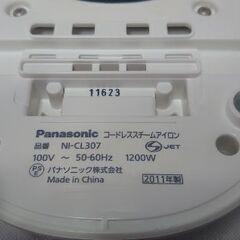 11623
Panasonic コードレススチームアイロン
品番 NI-CL307 JET
100V ～ 50-60Hz 1200W
PS E パナソニック株式会社
Made in China 2011年製